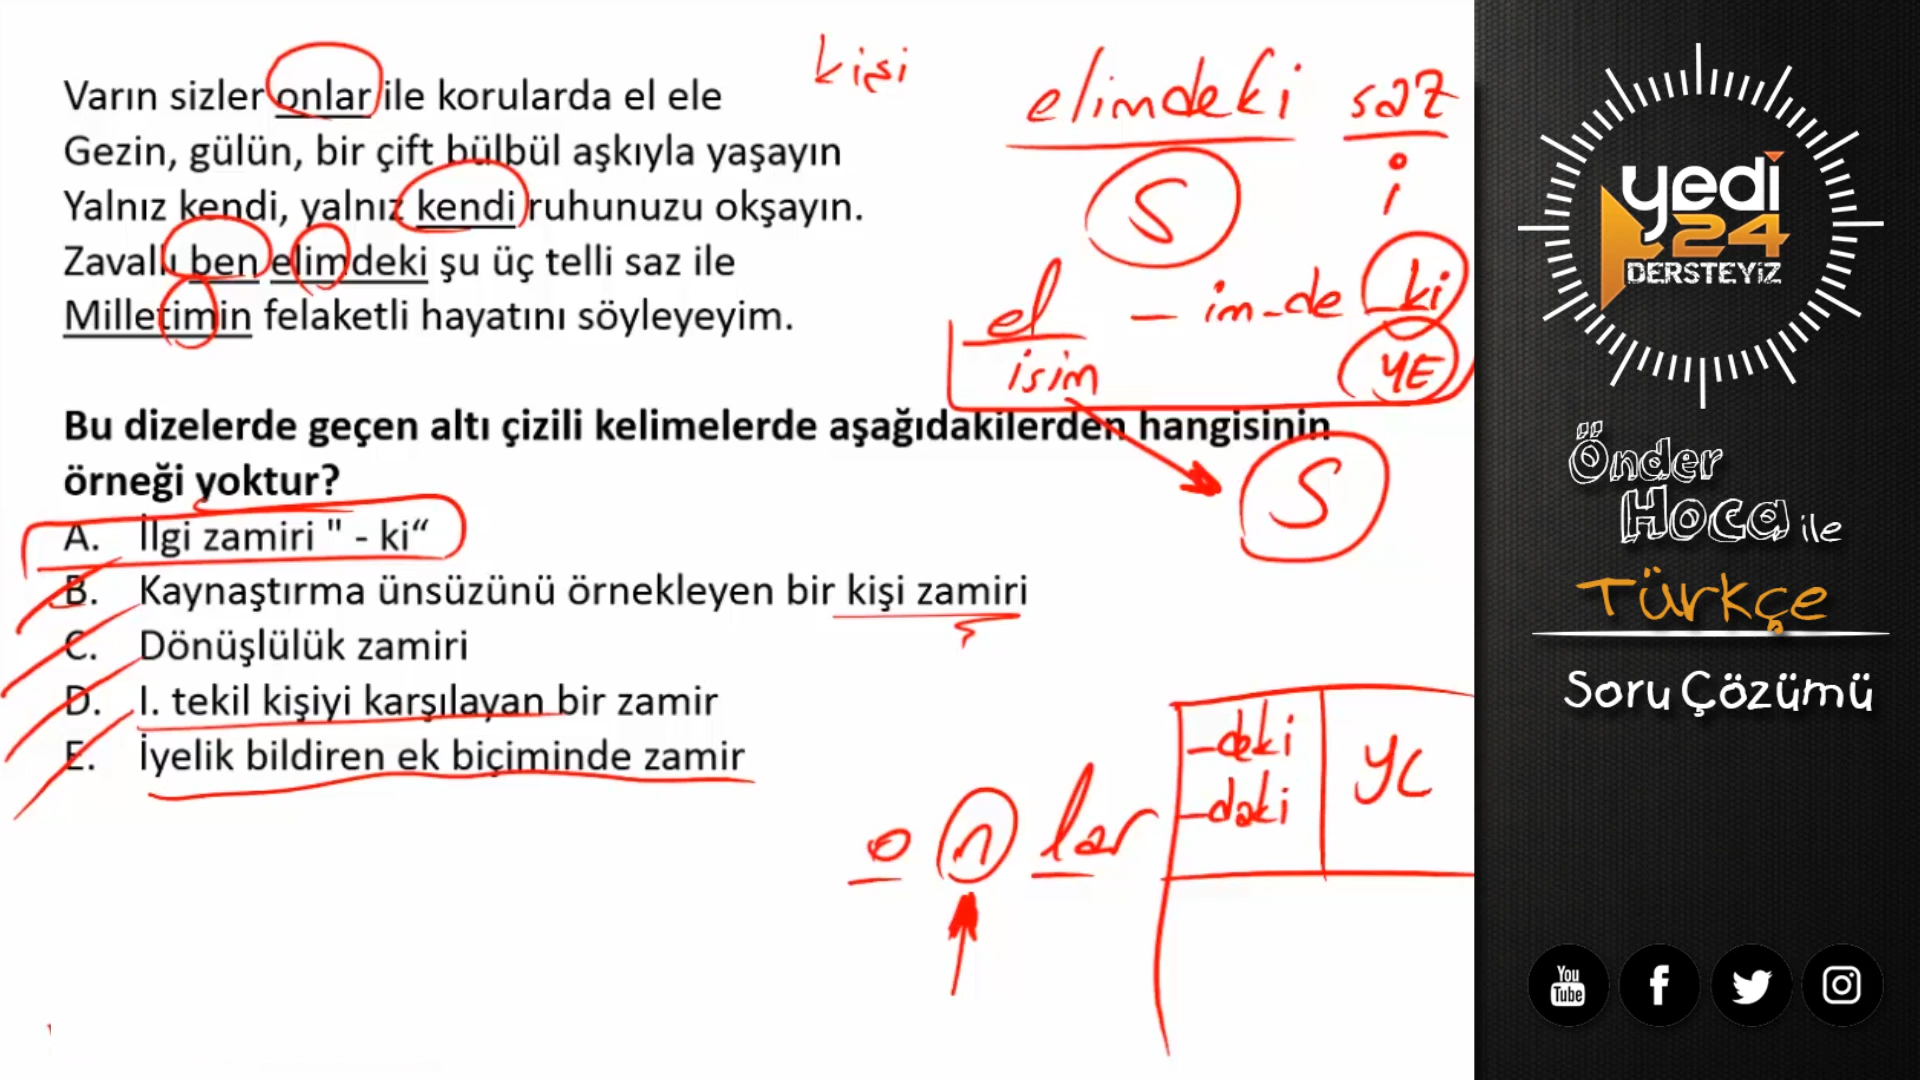 Varın sizler onlar ile korularda el ele
Gezin, gülün, bir çift bülbül aşkıyla yaşayın
Yalnız kendi, yalnız kendi ruhunuzu okşayın.
Zavallı ben elimdeki şu üç telli saz ile
Milletimin felaketli hayatını söyleyeyim.
Bu dizelerde geçen altı çizili kelimelerde aşağıdakilerden hangisinin
örneği yoktur?
A. İlgi zamiri " - ki“
B. Kaynaştırma ünsüzünü örnekleyen bir kişi zamiri
C. Dönüşlülük zamiri
D. I. tekil kişiyi karşılayan bir zamir
E. İyelik bildiren ek biçiminde zamir
kişi
elimdeki saz
S i
el - im-de ki
isim YE
S
-deki
-daki
o n lar
yedi
24
DERSTEYİZ
Önder
Hoca ile
Türkçe
Soru Çözümü
You
Tube